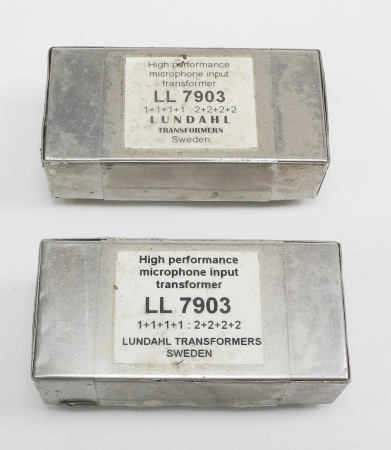 High performance
microphone input
transformer
LL 7903
1+1+1+1 : 2+2+2+2
LUNDAHL
TRANSFORMERS
Sweden.
High performance
microphone input
transformer
LL 7903
1+1+1+1 : 2+2+2+2
LUNDAHL TRANSFORMERS
SWEDEN